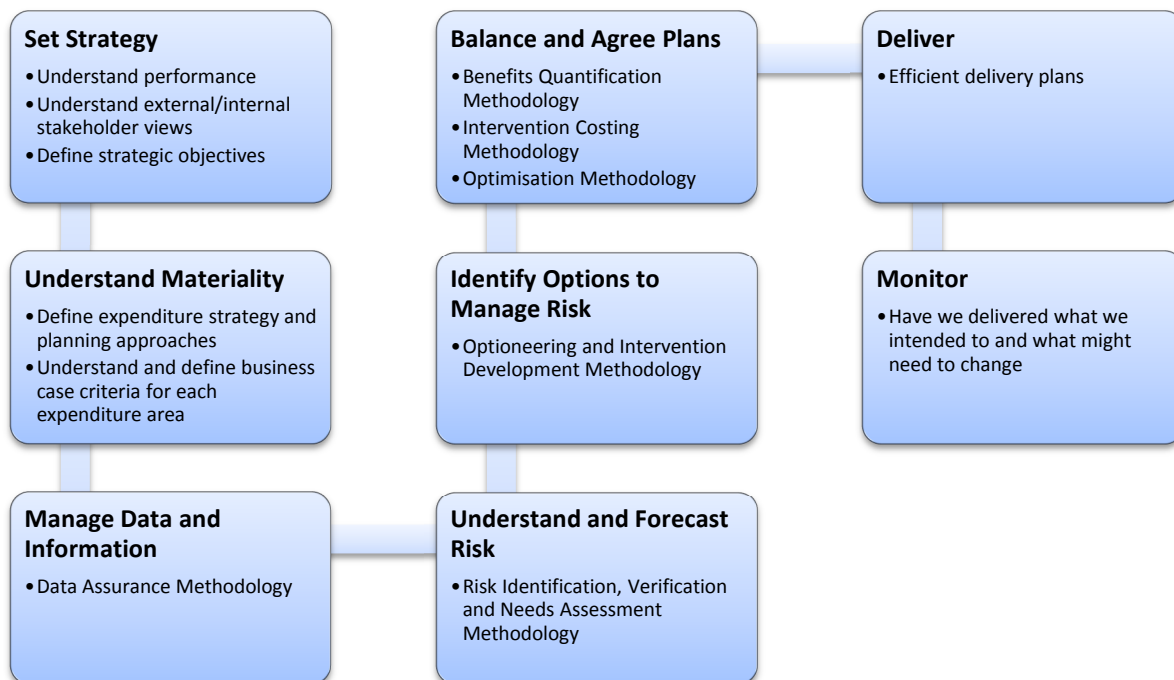 Set Strategy
•Understand performance
•Understand external/internal
stakeholder views
•Define strategic objectives
Understand Materiality
•Define expenditure strategy and
planning approaches
•Understand and define business
case criteria for each
expenditure area
Manage Data and
Information
•Data Assurance Methodology
Understand and Forecast
Risk
•Risk Identification, Verification
and Needs Assessment
Methodology
Identify Options to
Manage Risk
•Optioneering and Intervention
Development Methodology
Balance and Agree Plans
•Benefits Quantification
Methodology
•Intervention Costing
Methodology
•Optimisation Methodology
Deliver
•Efficient delivery plans
Monitor
•Have we delivered what we
intended to and what might
need to change